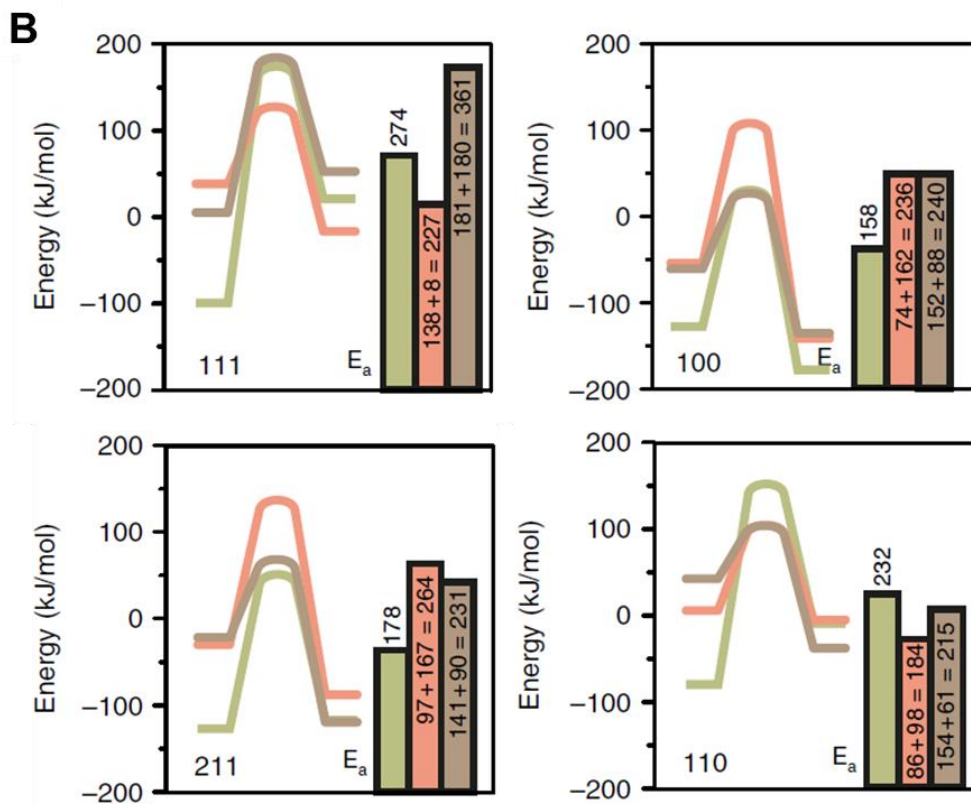 B
Energy (kJ/mol)
200
100
0
−100
−200
111
Ea
274
138+8 = 227
181+180 = 361
Energy (kJ/mol)
200
100
0
−100
−200
100
Ea
158
74+162 = 236
152+88 = 240
Energy (kJ/mol)
200
100
0
−100
−200
211
Ea
178
97+167 = 264
141+90 = 231
Energy (kJ/mol)
200
100
0
−100
−200
110
Ea
232
86+98 = 184
154+61 = 215